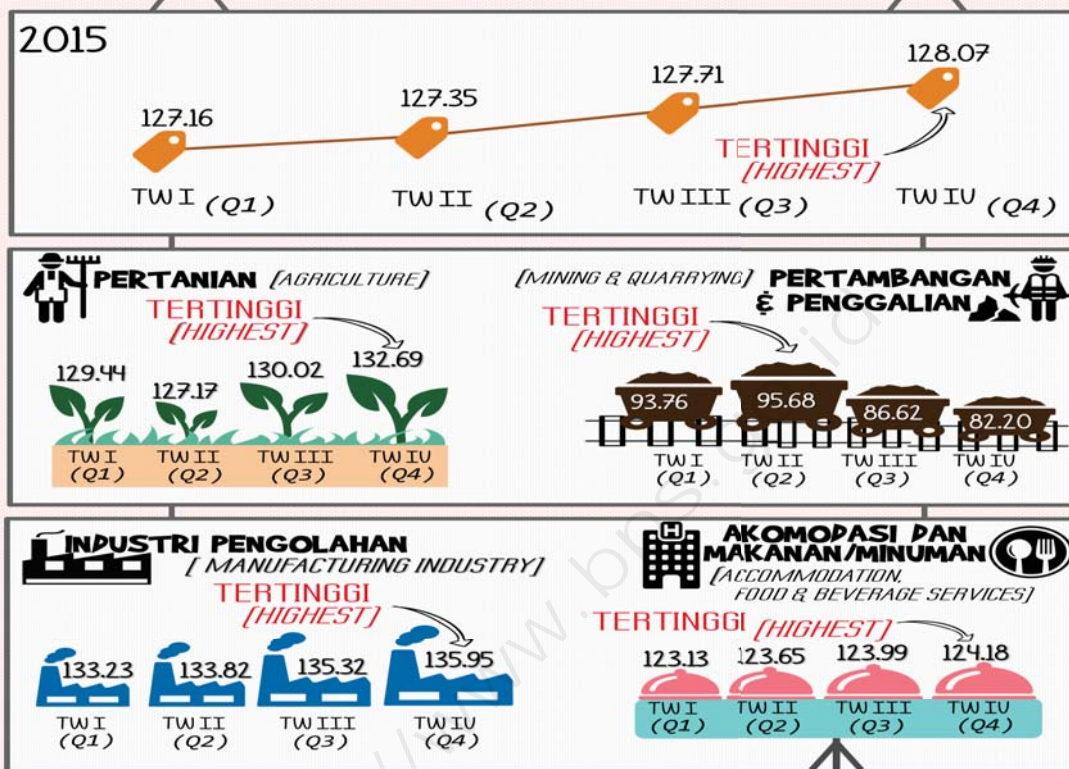 2015
127.16
127.35
127.71
128.07
TERTINGGI
[HIGHEST]
TW I (Q1)
TW II (Q2)
TW III (Q3)
TW IV (Q4)
PERTANIAN [AGRICULTURE]
TERTINGGI
[HIGHEST]
129.44
127.17
130.02
132.69
TW I
(Q1)
TW II
(Q2)
TW III
(Q3)
TW IV
(Q4)
[MINING & QUARRYING] PERTAMBANGAN
& PENGGALIAN
TERTINGGI
[HIGHEST]
93.76
95.68
86.62
82.20
TW I
(Q1)
TW II
(Q2)
TW III
(Q3)
TW IV
(Q4)
INDUSTRI PENGOLAHAN
[ MANUFACTURING INDUSTRY]
TERTINGGI
[HIGHEST]
133.23
133.82
135.32
135.95
TW I
(Q1)
TW II
(Q2)
TW III
(Q3)
TW IV
(Q4)
H
AKOMODASI DAN
MAKANAN/MINUMAN
[ACCOMMODATION,
FOOD & BEVERAGE SERVICES]
TERTINGGI [HIGHEST]
123.13
123.65
123.99
124.18
TW I
(Q1)
TW II
(Q2)
TW III
(Q3)
TW IV
(Q4)